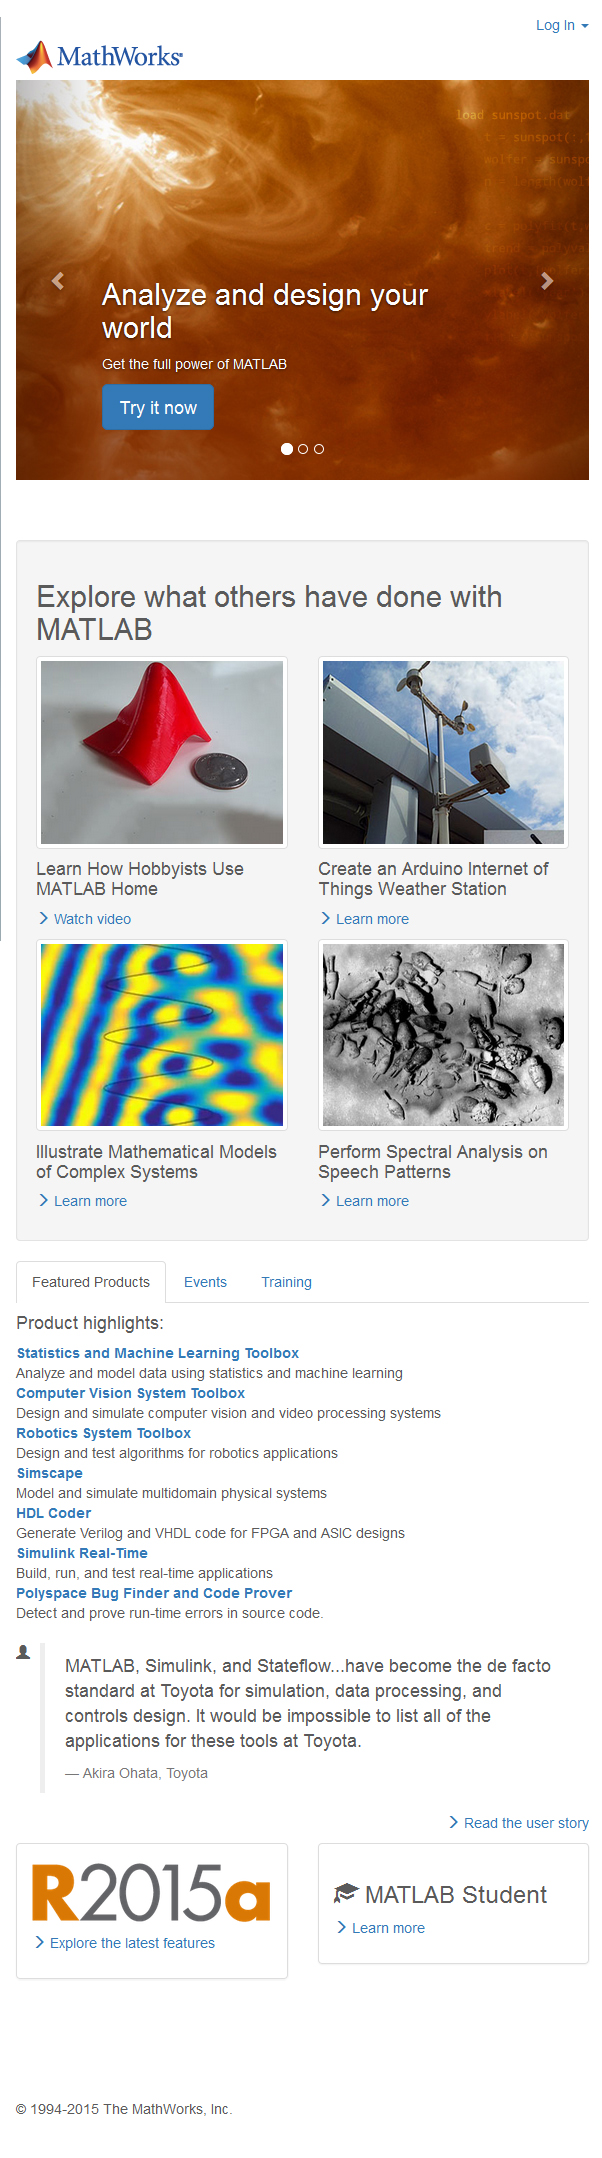 Log In
MathWorks®
load sunspot.dat
Analyze and design your
world
Get the full power of MATLAB
Try it now
Explore what others have done with
MATLAB
Learn How Hobbyists Use
MATLAB Home
Watch video
Create an Arduino Internet of
Things Weather Station
Learn more
Illustrate Mathematical Models
of Complex Systems
Learn more
Perform Spectral Analysis on
Speech Patterns
Learn more
Featured Products Events Training
Product highlights:
Statistics and Machine Learning Toolbox
Analyze and model data using statistics and machine learning
Computer Vision System Toolbox
Design and simulate computer vision and video processing systems
Robotics System Toolbox
Design and test algorithms for robotics applications
Simscape
Model and simulate multidomain physical systems
HDL Coder
Generate Verilog and VHDL code for FPGA and ASIC designs
Simulink Real-Time
Build, run, and test real-time applications
Polyspace Bug Finder and Code Prover
Detect and prove run-time errors in source code.
MATLAB, Simulink, and Stateflow...have become the de facto
standard at Toyota for simulation, data processing, and
controls design. It would be impossible to list all of the
applications for these tools at Toyota.
— Akira Ohata, Toyota
Read the user story
R2015a
Explore the latest features
MATLAB Student
Learn more
© 1994-2015 The MathWorks, Inc.